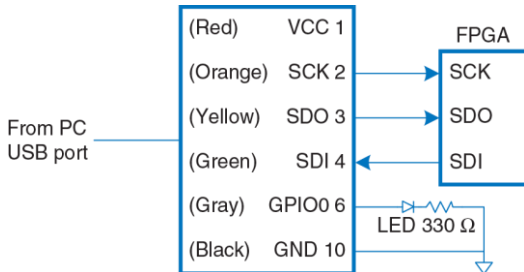 FPGA
(Red) VCC 1
(Orange) SCK 2 SCK
(Yellow) SDO 3 SDO
From PC
USB port
(Green) SDI 4 SDI
(Gray) GPIO0 6
LED 330 Ω
(Black) GND 10